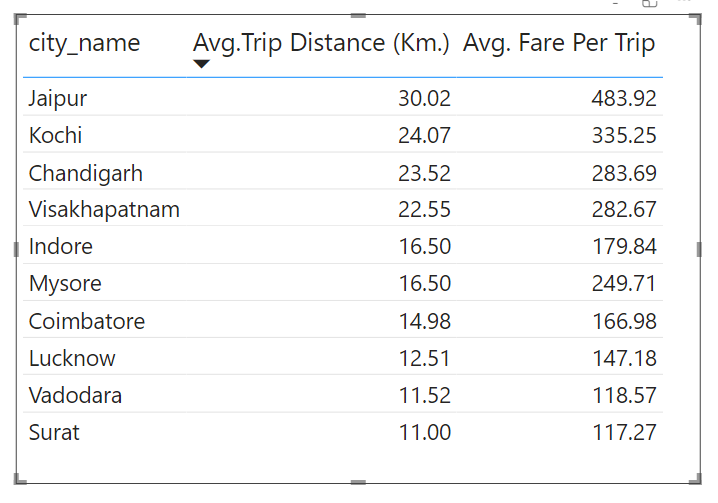 city_name Avg.Trip Distance (Km.) Avg. Fare Per Trip
Jaipur 30.02 483.92
Kochi 24.07 335.25
Chandigarh 23.52 283.69
Visakhapatnam 22.55 282.67
Indore 16.50 179.84
Mysore 16.50 249.71
Coimbatore 14.98 166.98
Lucknow 12.51 147.18
Vadodara 11.52 118.57
Surat 11.00 117.27